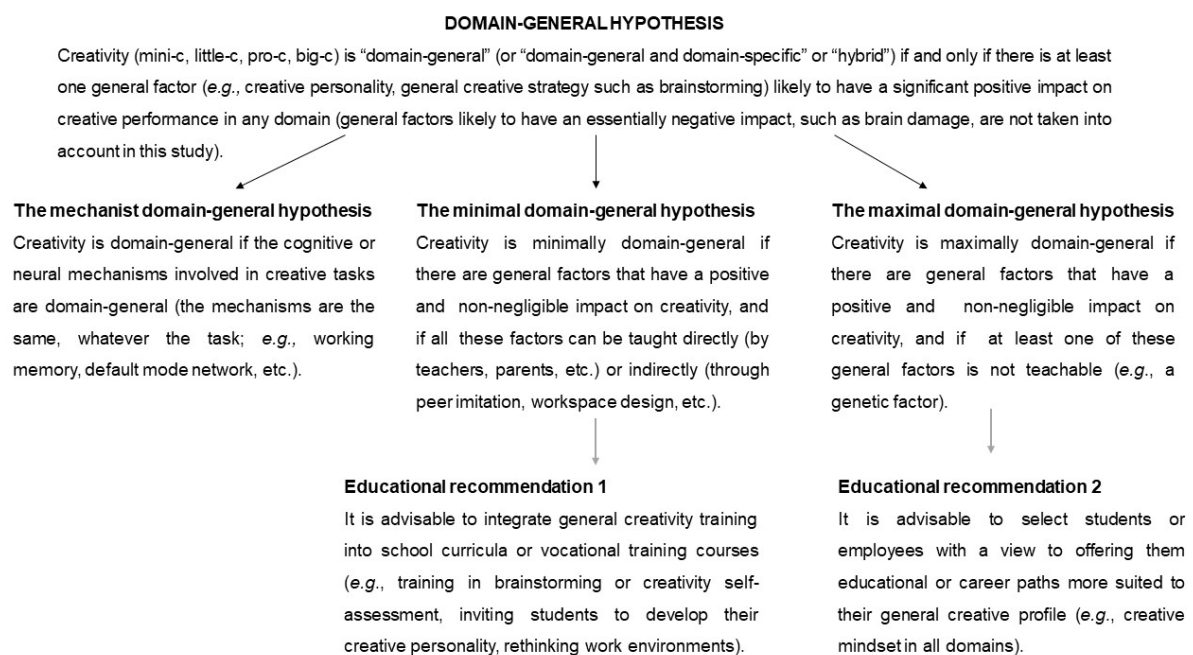 DOMAIN-GENERAL HYPOTHESIS
Creativity (mini-c, little-c, pro-c, big-c) is “domain-general” (or “domain-general and domain-specific” or “hybrid”) if and only if there is at least
one general factor (e.g., creative personality, general creative strategy such as brainstorming) likely to have a significant positive impact on
creative performance in any domain (general factors likely to have an essentially negative impact, such as brain damage, are not taken into
account in this study).
The mechanist domain-general hypothesis
Creativity is domain-general if the cognitive or
neural mechanisms involved in creative tasks
are domain-general (the mechanisms are the
same, whatever the task; e.g., working
memory, default mode network, etc.).
The minimal domain-general hypothesis
Creativity is minimally domain-general if
there are general factors that have a positive
and non-negligible impact on creativity, and
if all these factors can be taught directly (by
teachers, parents, etc.) or indirectly (through
peer imitation, workspace design, etc.).
The maximal domain-general hypothesis
Creativity is maximally domain-general if
there are general factors that have a
positive and non-negligible impact on
creativity, and if at least one of these
general factors is not teachable (e.g., a
genetic factor).
Educational recommendation 1
It is advisable to integrate general creativity training
into school curricula or vocational training courses
(e.g., training in brainstorming or creativity self-
assessment, inviting students to develop their
creative personality, rethinking work environments).
Educational recommendation 2
It is advisable to select students or
employees with a view to offering them
educational or career paths more suited to
their general creative profile (e.g., creative
mindset in all domains).